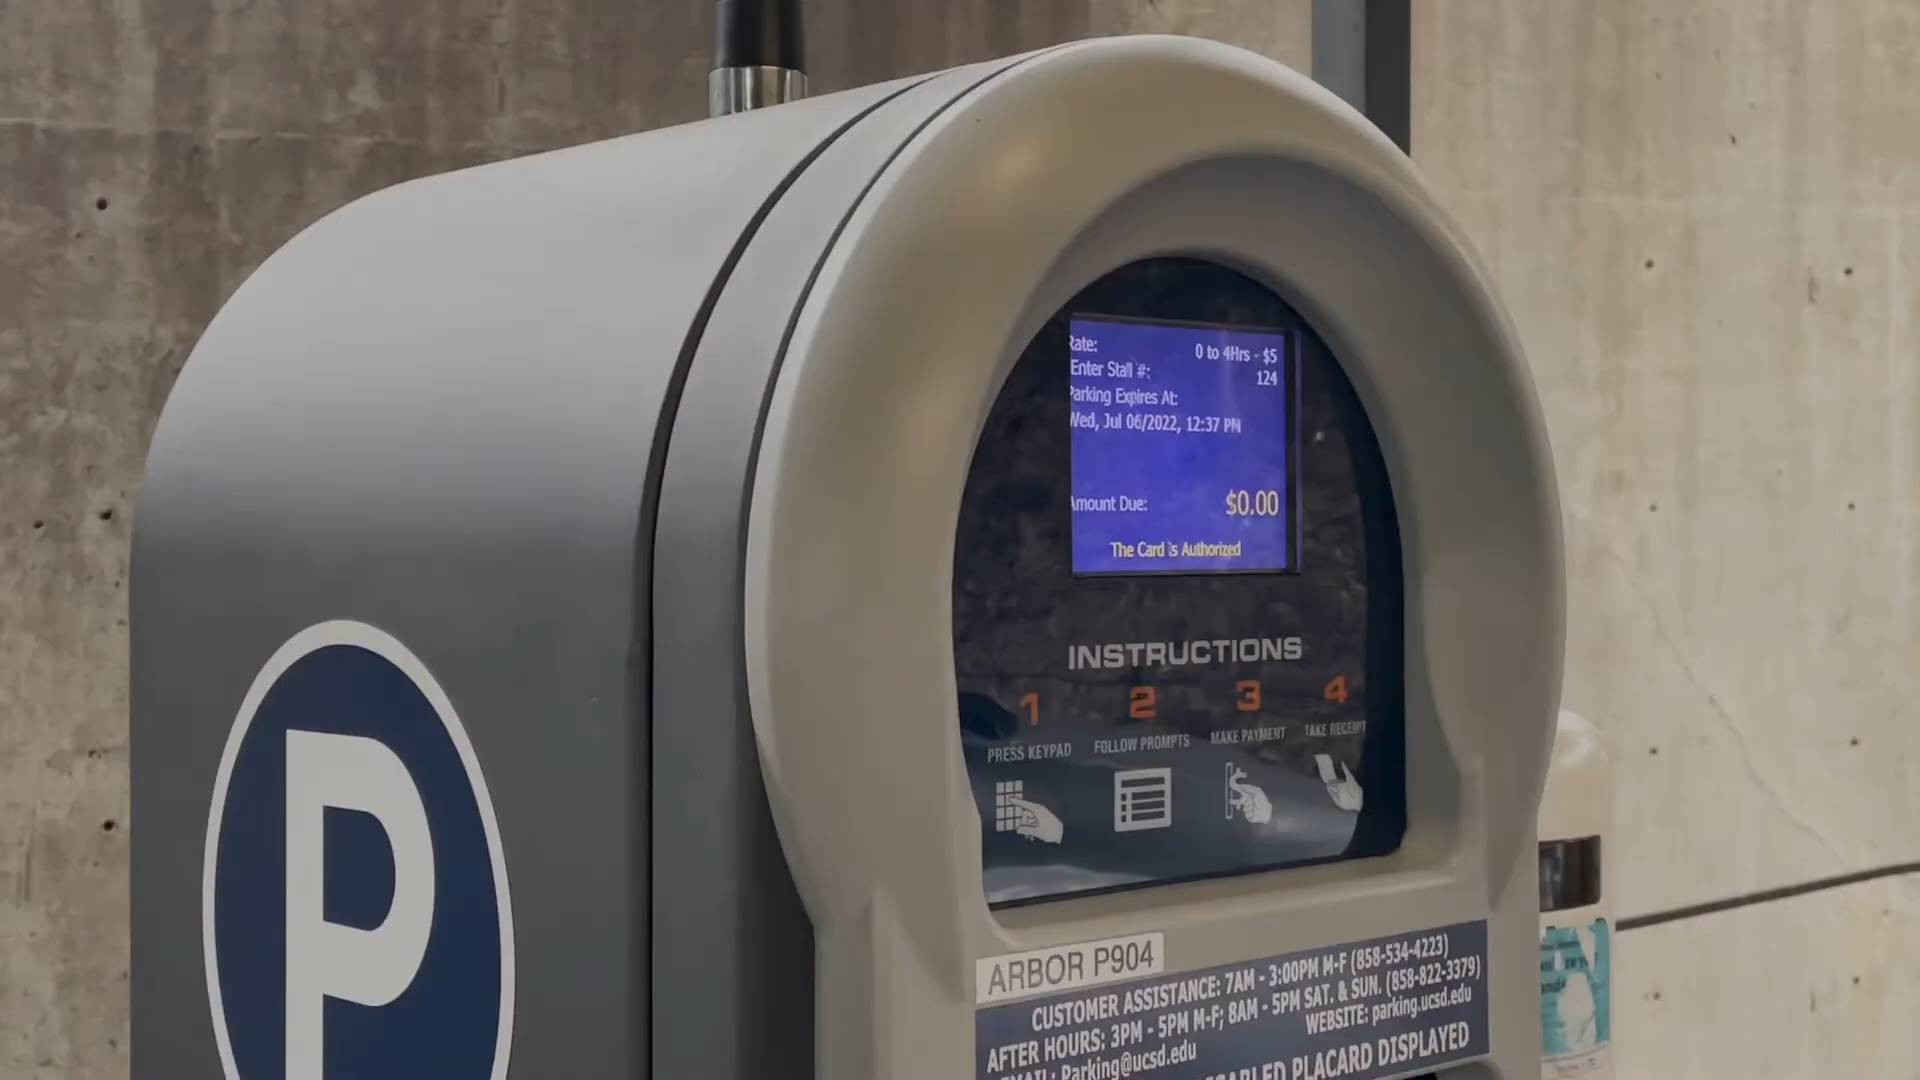 Rate: 0 to 4Hrs - $5
Enter Stall #: 124
Parking Expires At:
Wed, Jul 06/2022, 12:37 PM
Amount Due: $0.00
The Card is Authorized
INSTRUCTIONS
1 2 3 4
PRESS KEYPAD FOLLOW PROMPTS MAKE PAYMENT TAKE RECEIPT
P
ARBOR P904
CUSTOMER ASSISTANCE: 7AM - 3:00PM M-F (858-534-4223)
AFTER HOURS: 3PM - 5PM M-F; 8AM - 5PM SAT. & SUN. (858-822-3379)
EMAIL: Parking@ucsd.edu WEBSITE: parking.ucsd.edu
PLACARD DISPLAYED